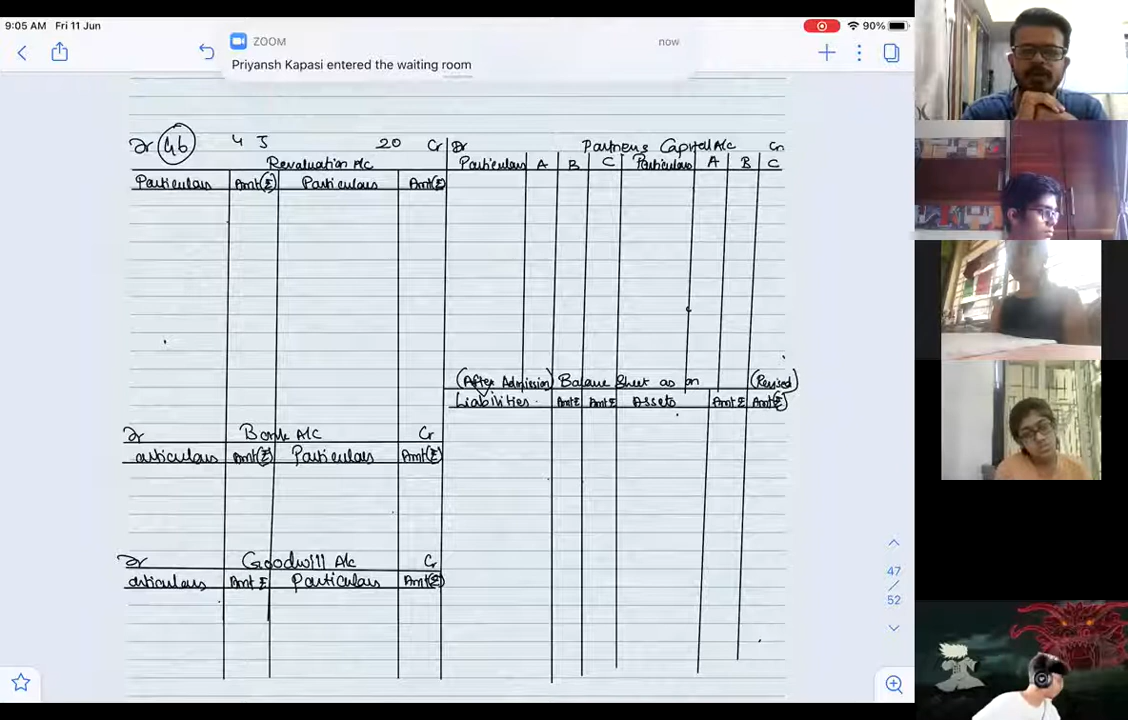 9:05 AM Fri 11 Jun
90%
ZOOM
now
Priyansh Kapasi entered the waiting room
Dr 46 4 5 20 Cr
Revaluation A/c
Particulars Amt(₹) Particulars Amt(₹)
Dr Partners Capital A/c Cr
Particulars A B C Particulars A B C
(After Admission) Balance Sheet as on (Revised)
Liabilities Amt ₹ Amt ₹ Assets Amt ₹ Amt(₹)
Dr Bank A/c Cr
articulars Amt(₹) Particulars Amt(₹)
Dr Goodwill A/c Cr
articulars Amt ₹ Particulars Amt(₹)
47
/
52